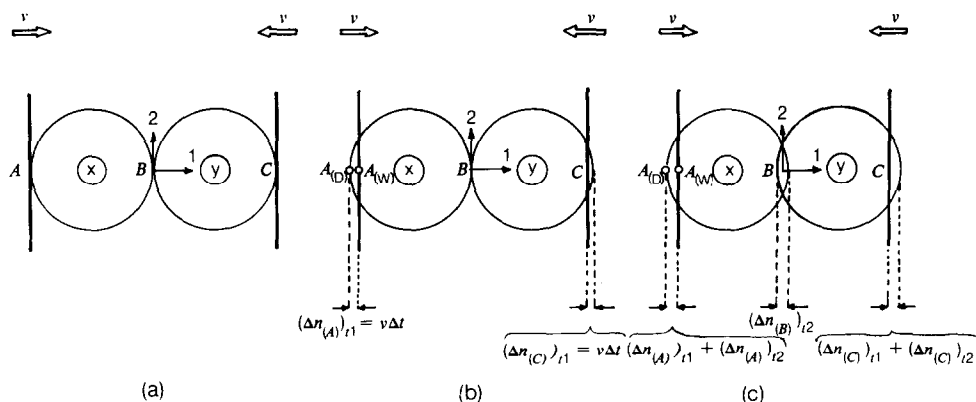 v v v v v v
2 2 2
1 1 1
A x B y C A(D) A(W) x B y C A(D) A(W) x B y C
(Δn(A))t1 = vΔt (Δn(B))t2
(Δn(C))t1 = vΔt (Δn(A))t1 + (Δn(A))t2 (Δn(C))t1 + (Δn(C))t2
(a) (b) (c)